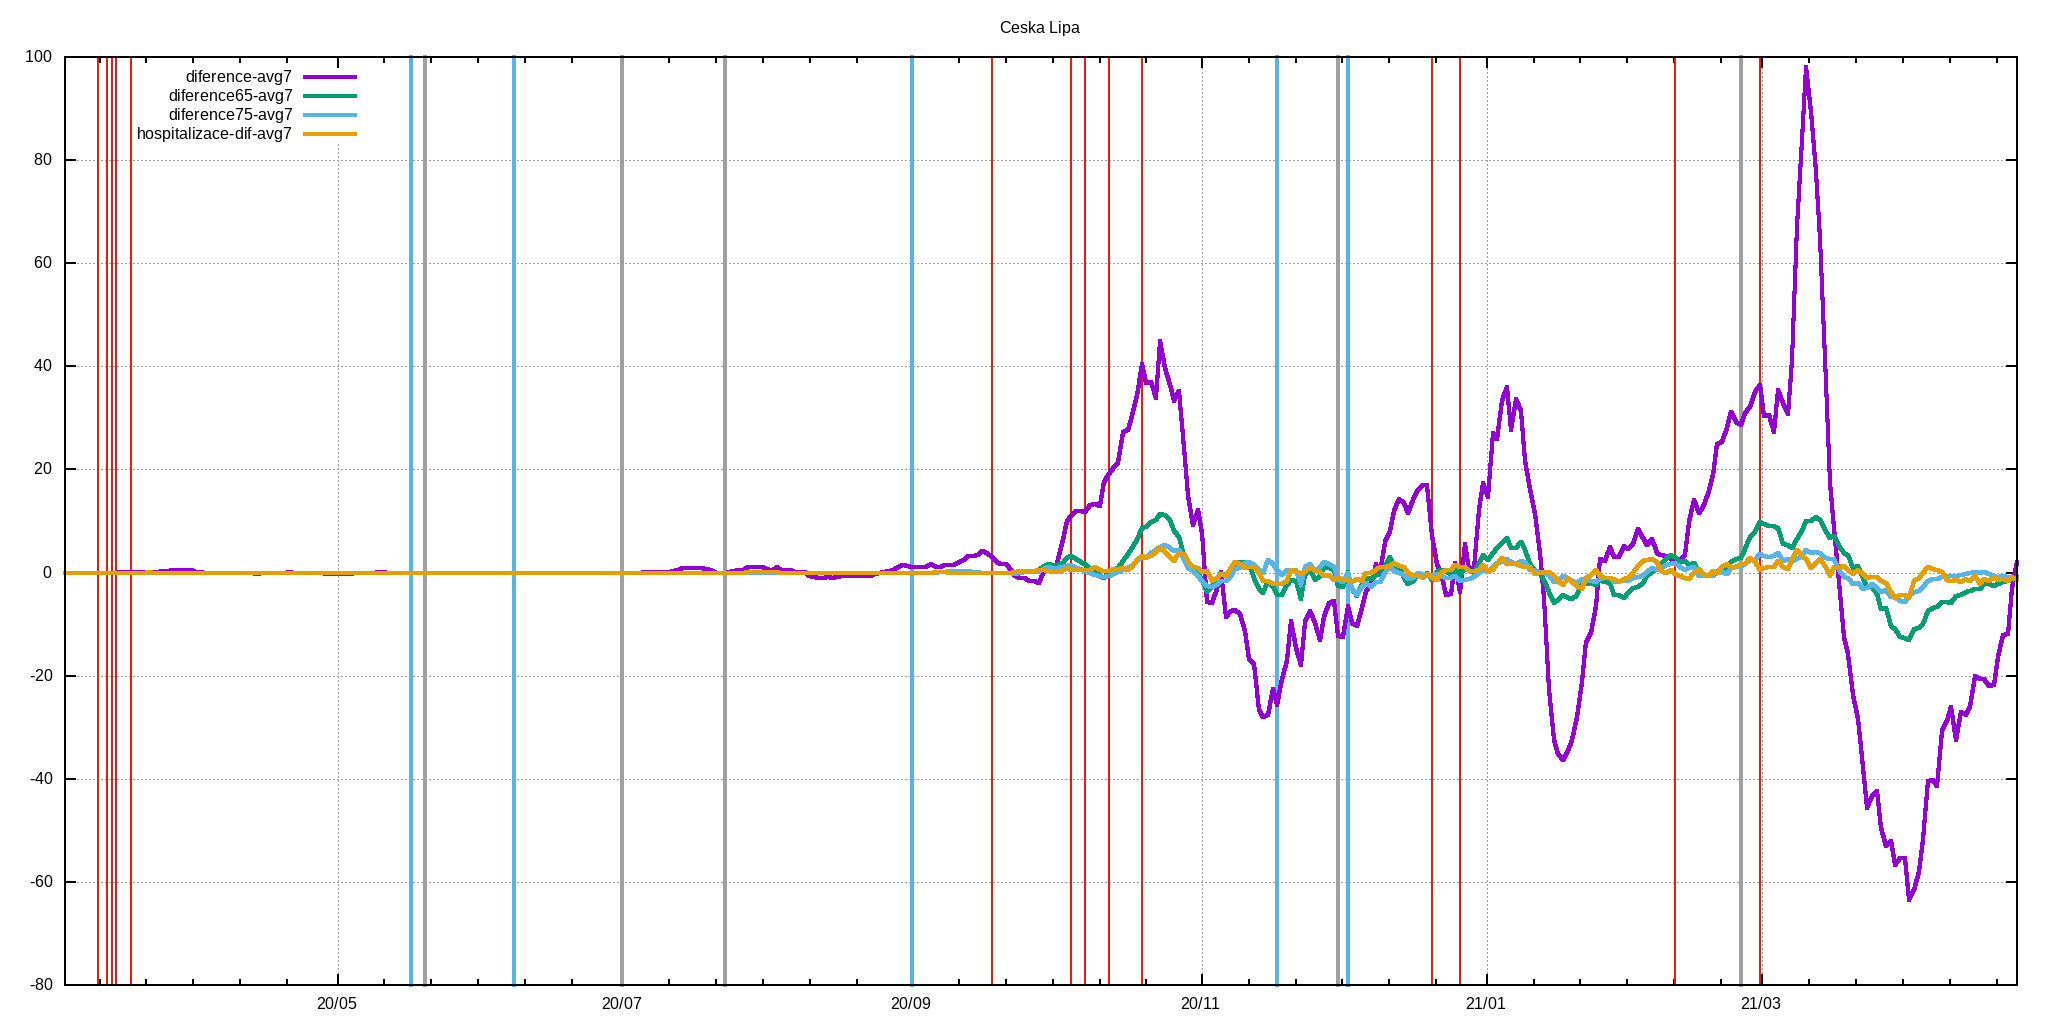 Ceska Lipa
diference-avg7
diference65-avg7
diference75-avg7
hospitalizace-dif-avg7
100
80
60
40
20
0
-20
-40
-60
-80
20/05 20/07 20/09 20/11 21/01 21/03